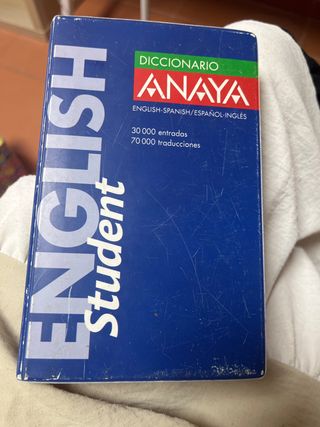 DICCIONARIO
ANAYA
ENGLISH-SPANISH/ESPAÑOL-INGLÉS
30 000 entradas
70 000 traducciones
ENGLISH
Student